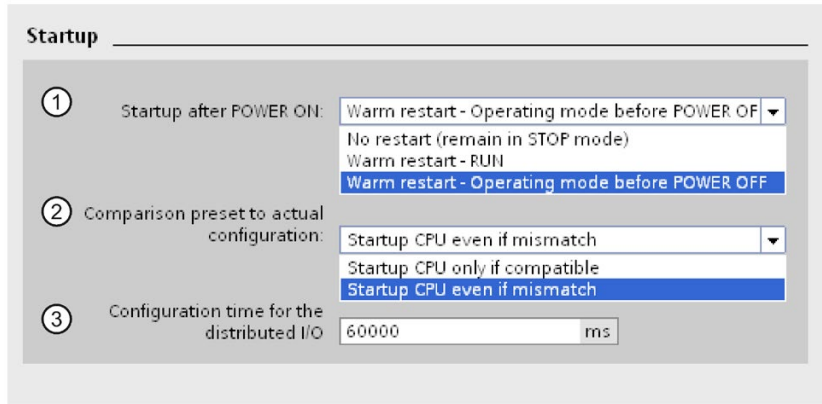 Startup
① Startup after POWER ON: Warm restart - Operating mode before POWER OF
No restart (remain in STOP mode)
Warm restart - RUN
Warm restart - Operating mode before POWER OFF
② Comparison preset to actual
configuration: Startup CPU even if mismatch
Startup CPU only if compatible
Startup CPU even if mismatch
③ Configuration time for the
distributed I/O 60000 ms